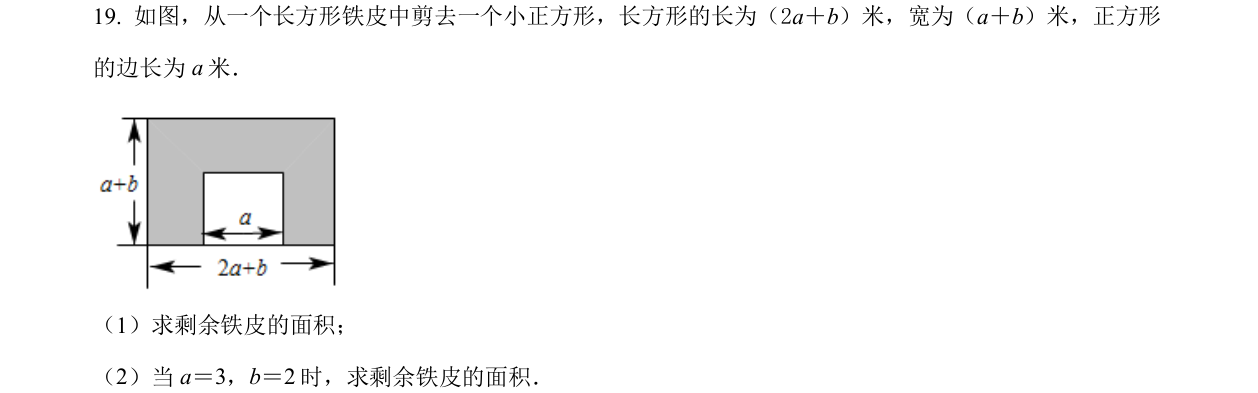 19. 如图，从一个长方形铁皮中剪去一个小正方形，长方形的长为（2a＋b）米，宽为（a＋b）米，正方形
的边长为 a 米．
a+b
a
2a+b
（1）求剩余铁皮的面积；
（2）当 a＝3，b＝2 时，求剩余铁皮的面积．